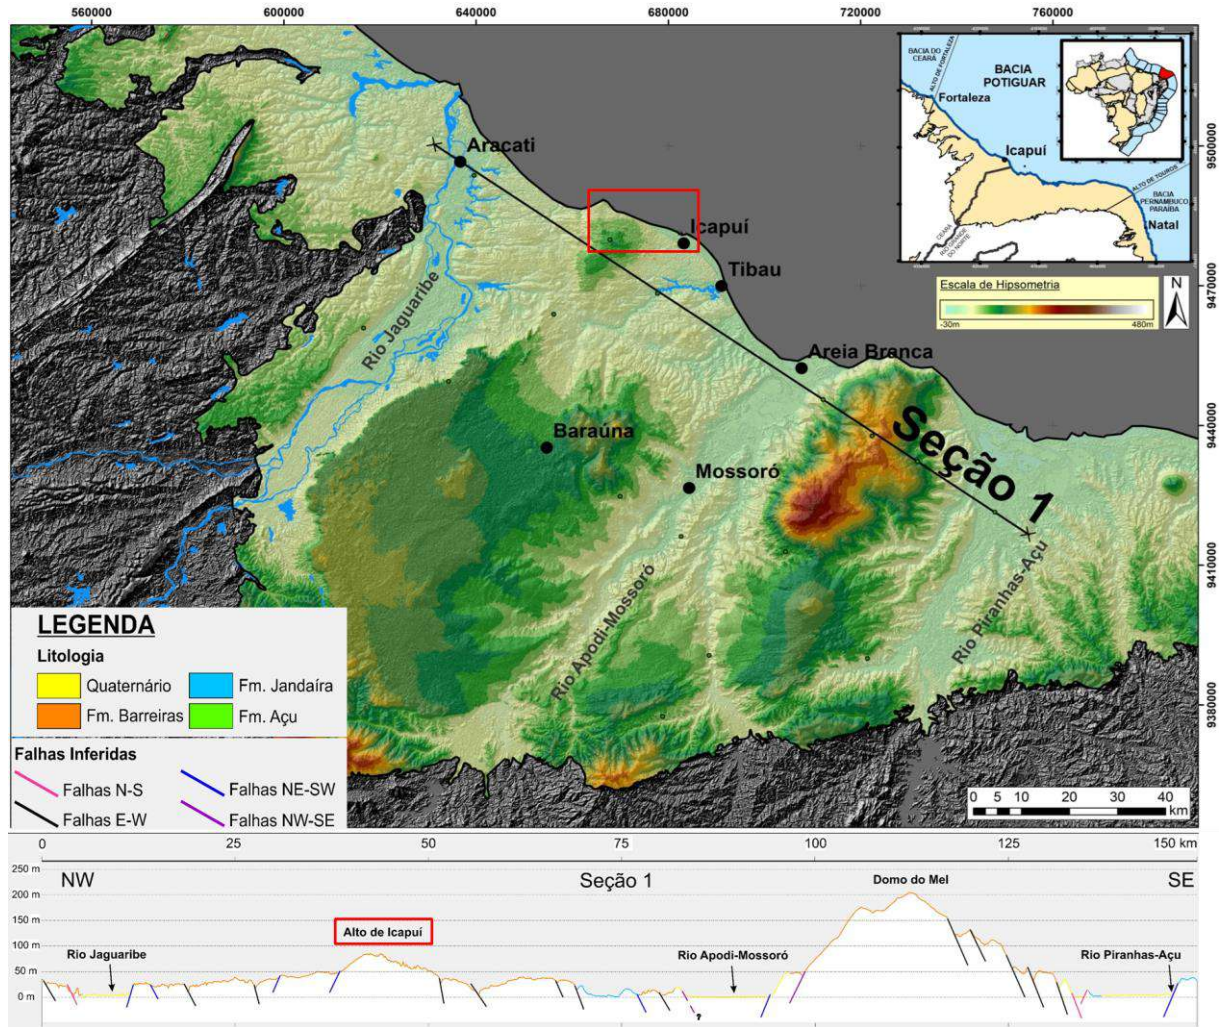 560000 600000 640000 680000 720000 760000
9500000
9470000
9440000
9410000
9380000
Aracati
Icapuí
Tibau
Areia Branca
Baraúna
Mossoró
Rio Jaguaribe
Rio Apodi-Mossoró
Rio Piranhas-Açu
Seção 1
BACIA DO
CEARÁ
ALTO DE FORTALEZA
BACIA
POTIGUAR
Fortaleza
Icapuí
ALTO DE TOUROS
BACIA
PERNAMBUCO
PARAÍBA
Natal
CEARÁ
RIO GRANDE
DO NORTE
Escala de Hipsometria
-30m 480m
N
0 5 10 20 30 40
km
LEGENDA
Litologia
Quaternário Fm. Jandaíra
Fm. Barreiras Fm. Açu
Falhas Inferidas
Falhas N-S Falhas NE-SW
Falhas E-W Falhas NW-SE
0 25 50 75 100 125 150 km
250 m
200 m
150 m
100 m
50 m
0 m
NW Seção 1 SE
Domo do Mel
Alto de Icapuí
Rio Jaguaribe
Rio Apodi-Mossoró
Rio Piranhas-Açu
?